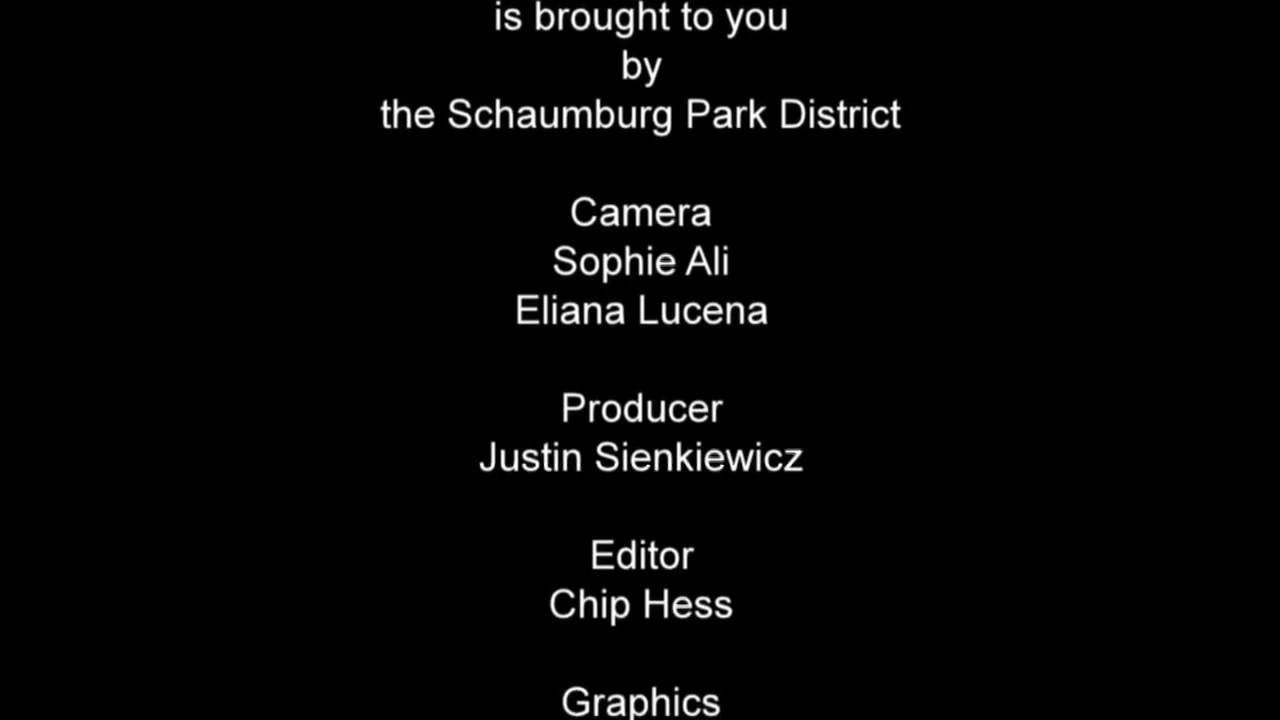 is brought to you
by
the Schaumburg Park District
Camera
Sophie Ali
Eliana Lucena
Producer
Justin Sienkiewicz
Editor
Chip Hess
Graphics